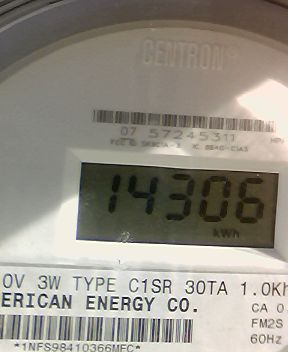 CENTRON®
07 57245311
14306
kWh
0V 3W TYPE C1SR 30TA 1.0Kh
ERICAN ENERGY CO.
CA 0.
FM2S
60Hz
*1NFS98410366MEC*